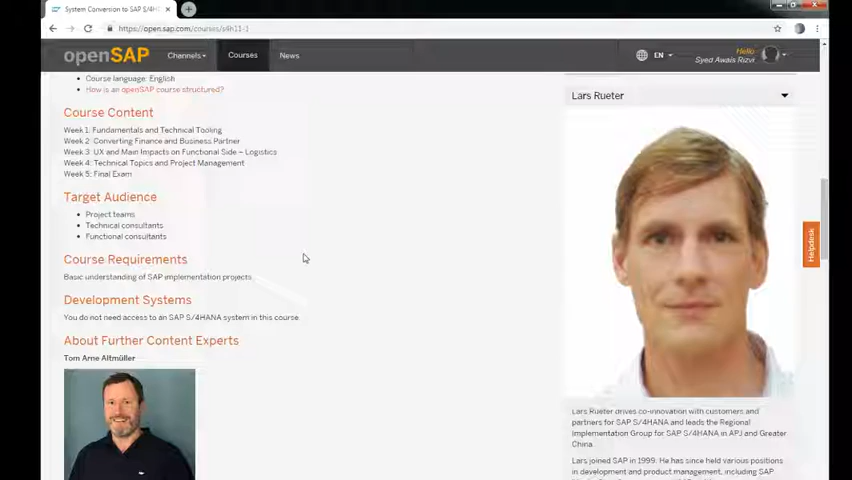 System Conversion to SAP S/4H
https://open.sap.com/courses/s4h11-1
openSAP
Channels
Courses
News
EN
Hello
Syed Awais Rizvi
Course language: English
How is an openSAP course structured?
Course Content
Week 1: Fundamentals and Technical Tooling
Week 2: Converting Finance and Business Partner
Week 3: UX and Main Impacts on Functional Side – Logistics
Week 4: Technical Topics and Project Management
Week 5: Final Exam
Target Audience
Project teams
Technical consultants
Functional consultants
Course Requirements
Basic understanding of SAP implementation projects
Development Systems
You do not need access to an SAP S/4HANA system in this course.
About Further Content Experts
Tom Arne Altmüller
Lars Rueter
Lars Rueter drives co-innovation with customers and
partners for SAP S/4HANA and leads the Regional
Implementation Group for SAP S/4HANA in APJ and Greater
China.
Lars joined SAP in 1999. He has since held various positions
in development and product management, including SAP
Helpdesk